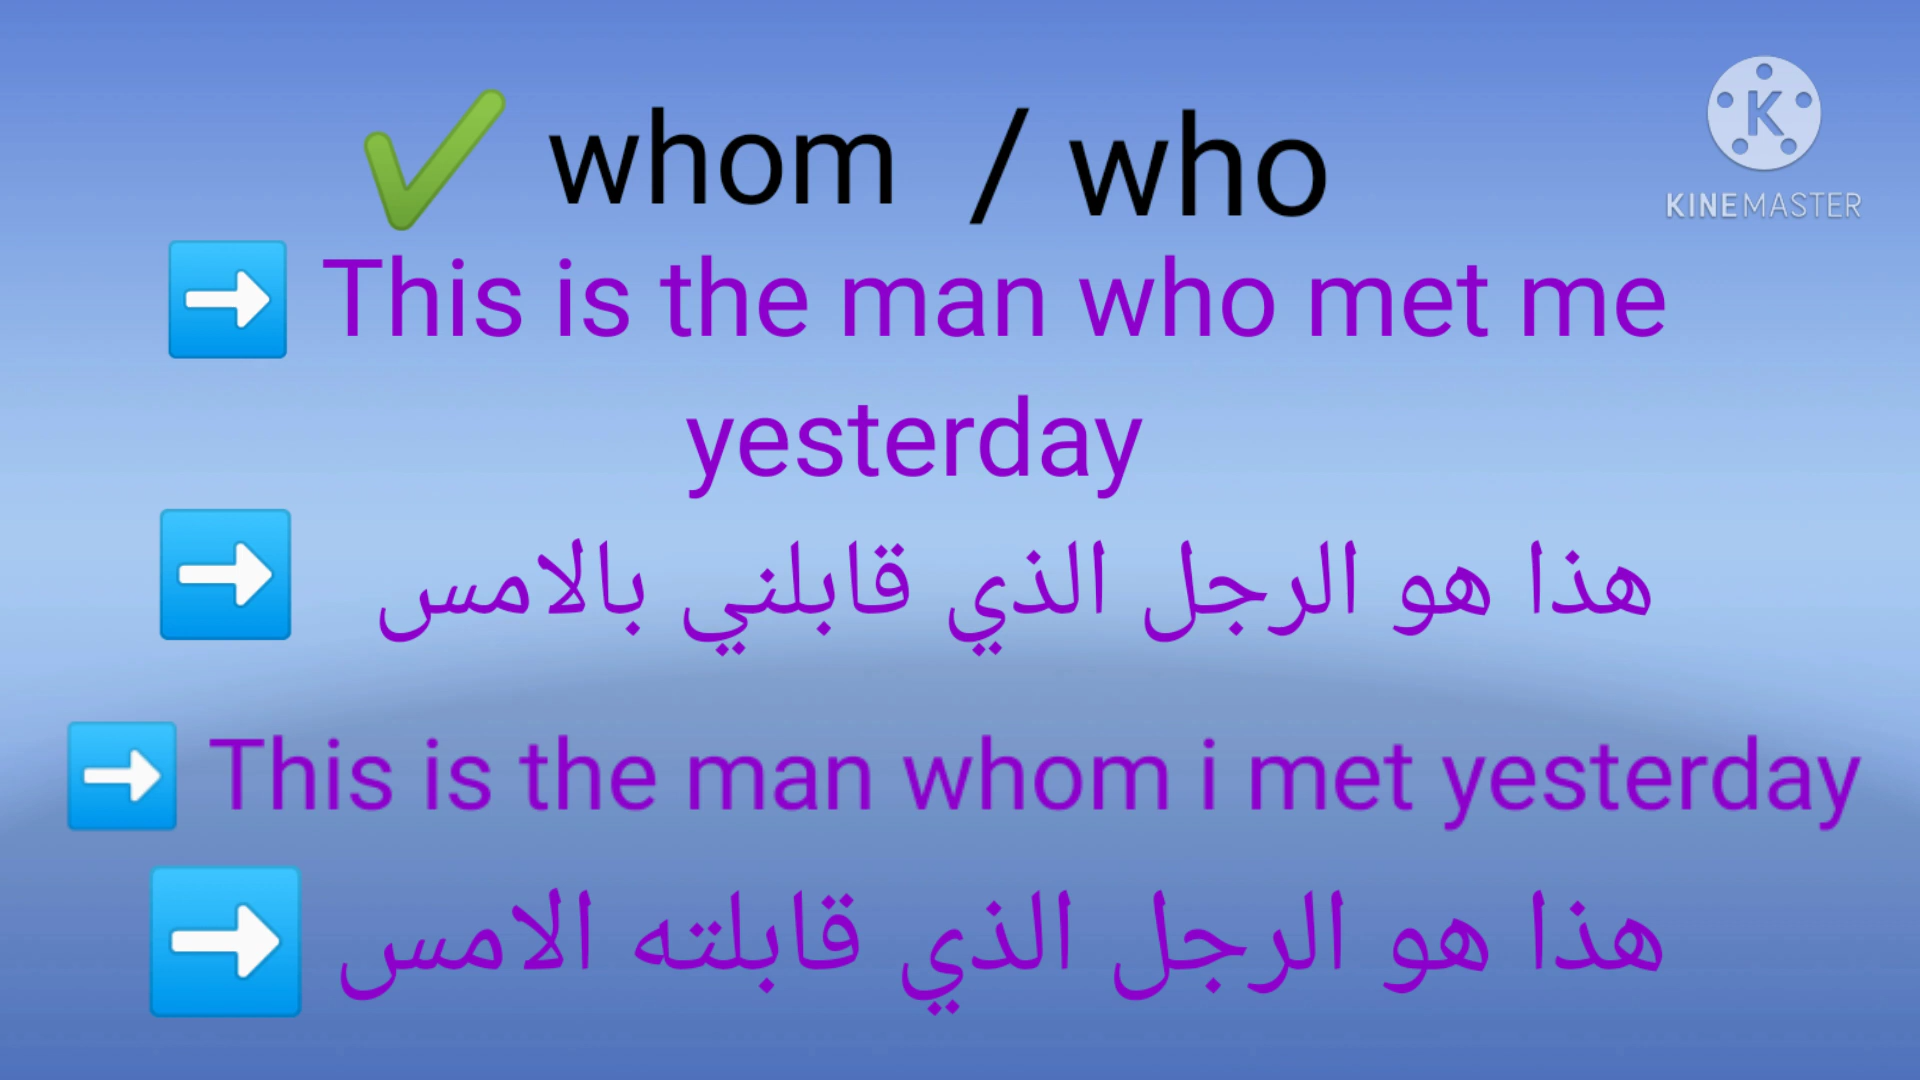 ✔ whom / who
KINEMASTER
➡ This is the man who met me
yesterday
➡ هذا هو الرجل الذي قابلني بالامس
➡ This is the man whom i met yesterday
➡ هذا هو الرجل الذي قابلته الامس